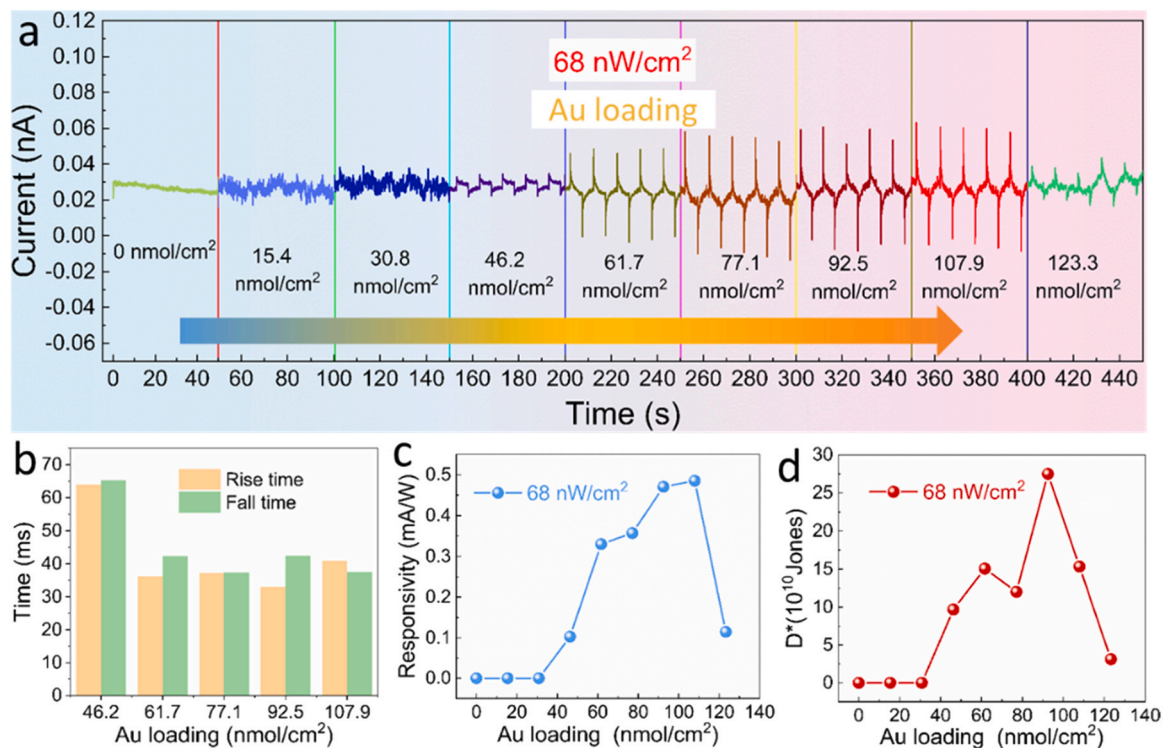 a
68 nW/cm²
Au loading
Current (nA)
0.12
0.10
0.08
0.06
0.04
0.02
0.00
-0.02
-0.04
-0.06
0 nmol/cm²
15.4
nmol/cm²
30.8
nmol/cm²
46.2
nmol/cm²
61.7
nmol/cm²
77.1
nmol/cm²
92.5
nmol/cm²
107.9
nmol/cm²
123.3
nmol/cm²
0 20 40 60 80 100 120 140 160 180 200 220 240 260 280 300 320 340 360 380 400 420 440
Time (s)
b
Time (ms)
70
60
50
40
30
20
10
0
Rise time
Fall time
46.2 61.7 77.1 92.5 107.9
Au loading (nmol/cm²)
c
Responsivity (mA/W)
0.5
0.4
0.3
0.2
0.1
0.0
68 nW/cm²
0 20 40 60 80 100 120 140
Au loading (nmol/cm²)
d
D*(10¹⁰Jones)
30
25
20
15
10
5
0
68 nW/cm²
0 20 40 60 80 100 120 140
Au loading (nmol/cm²)